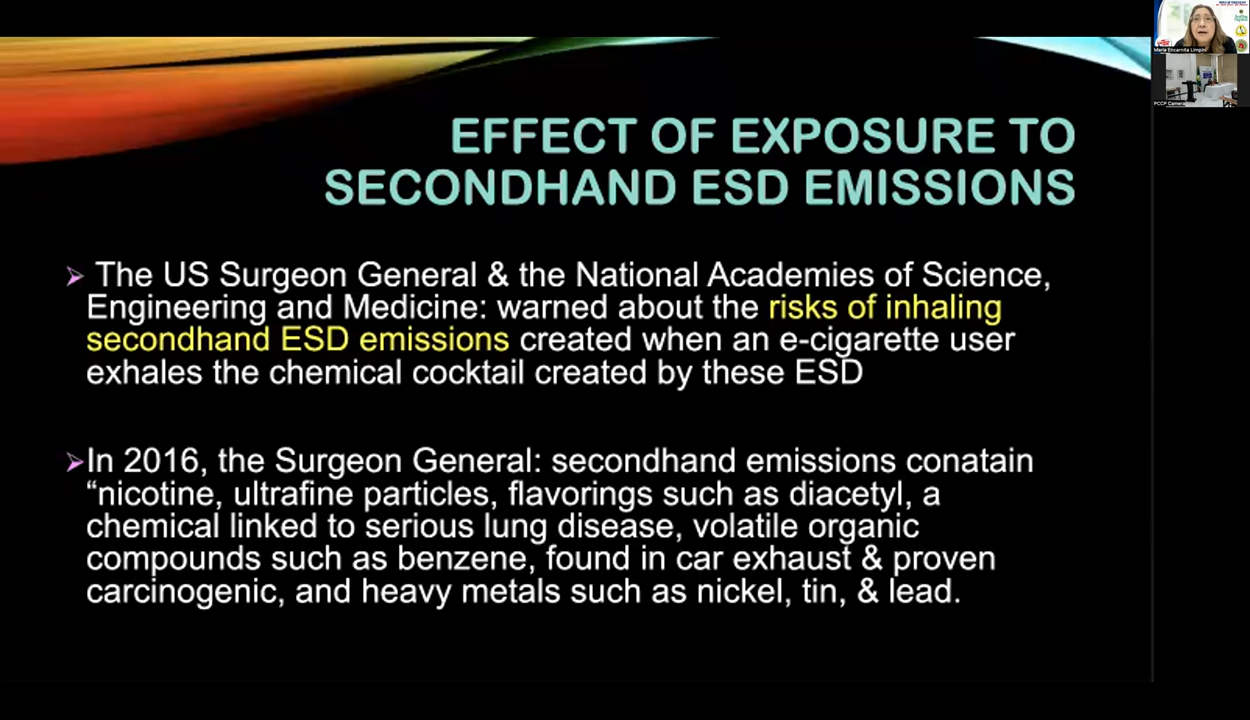 EFFECT OF EXPOSURE TO
SECONDHAND ESD EMISSIONS
The US Surgeon General & the National Academies of Science,
Engineering and Medicine: warned about the risks of inhaling
secondhand ESD emissions created when an e-cigarette user
exhales the chemical cocktail created by these ESD
In 2016, the Surgeon General: secondhand emissions conatain
“nicotine, ultrafine particles, flavorings such as diacetyl, a
chemical linked to serious lung disease, volatile organic
compounds such as benzene, found in car exhaust & proven
carcinogenic, and heavy metals such as nickel, tin, & lead.
Maria Encarnita Limpin
PCCP Camera